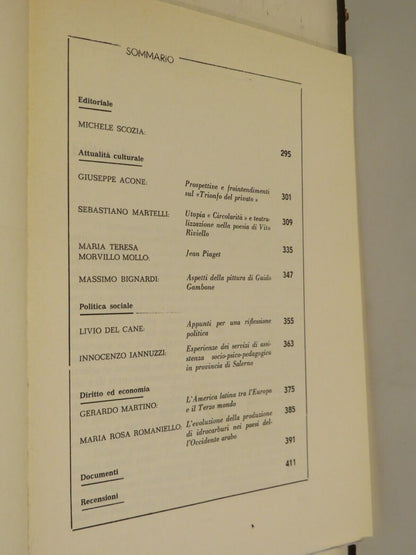 SOMMARIO
Editoriale
MICHELE SCOZIA: 295
Attualità culturale
GIUSEPPE ACONE: Prospettive e fraintendimenti
sul «Trionfo del privato» 301
SEBASTIANO MARTELLI: Utopia « Circolarità » e teatra-
lizzazione nella poesia di Vito 309
Riviello
MARIA TERESA
MORVILLO MOLLO: Jean Piaget 335
MASSIMO BIGNARDI: Aspetti della pittura di Guido 347
Gambone
Politica sociale
LIVIO DEL CANE: Appunti per una riflessione 355
politica
INNOCENZO IANNUZZI: Esperienze dei servizi di assi- 363
stenza socio-psico-pedagogica
in provincia di Salerno
Diritto ed economia
GERARDO MARTINO: L'America latina tra l'Europa 375
e il Terzo mondo
MARIA ROSA ROMANIELLO: L'evoluzione della produzione 385
di idrocarburi nei paesi del-
l'Occidente arabo
391
Documenti
411
Recensioni